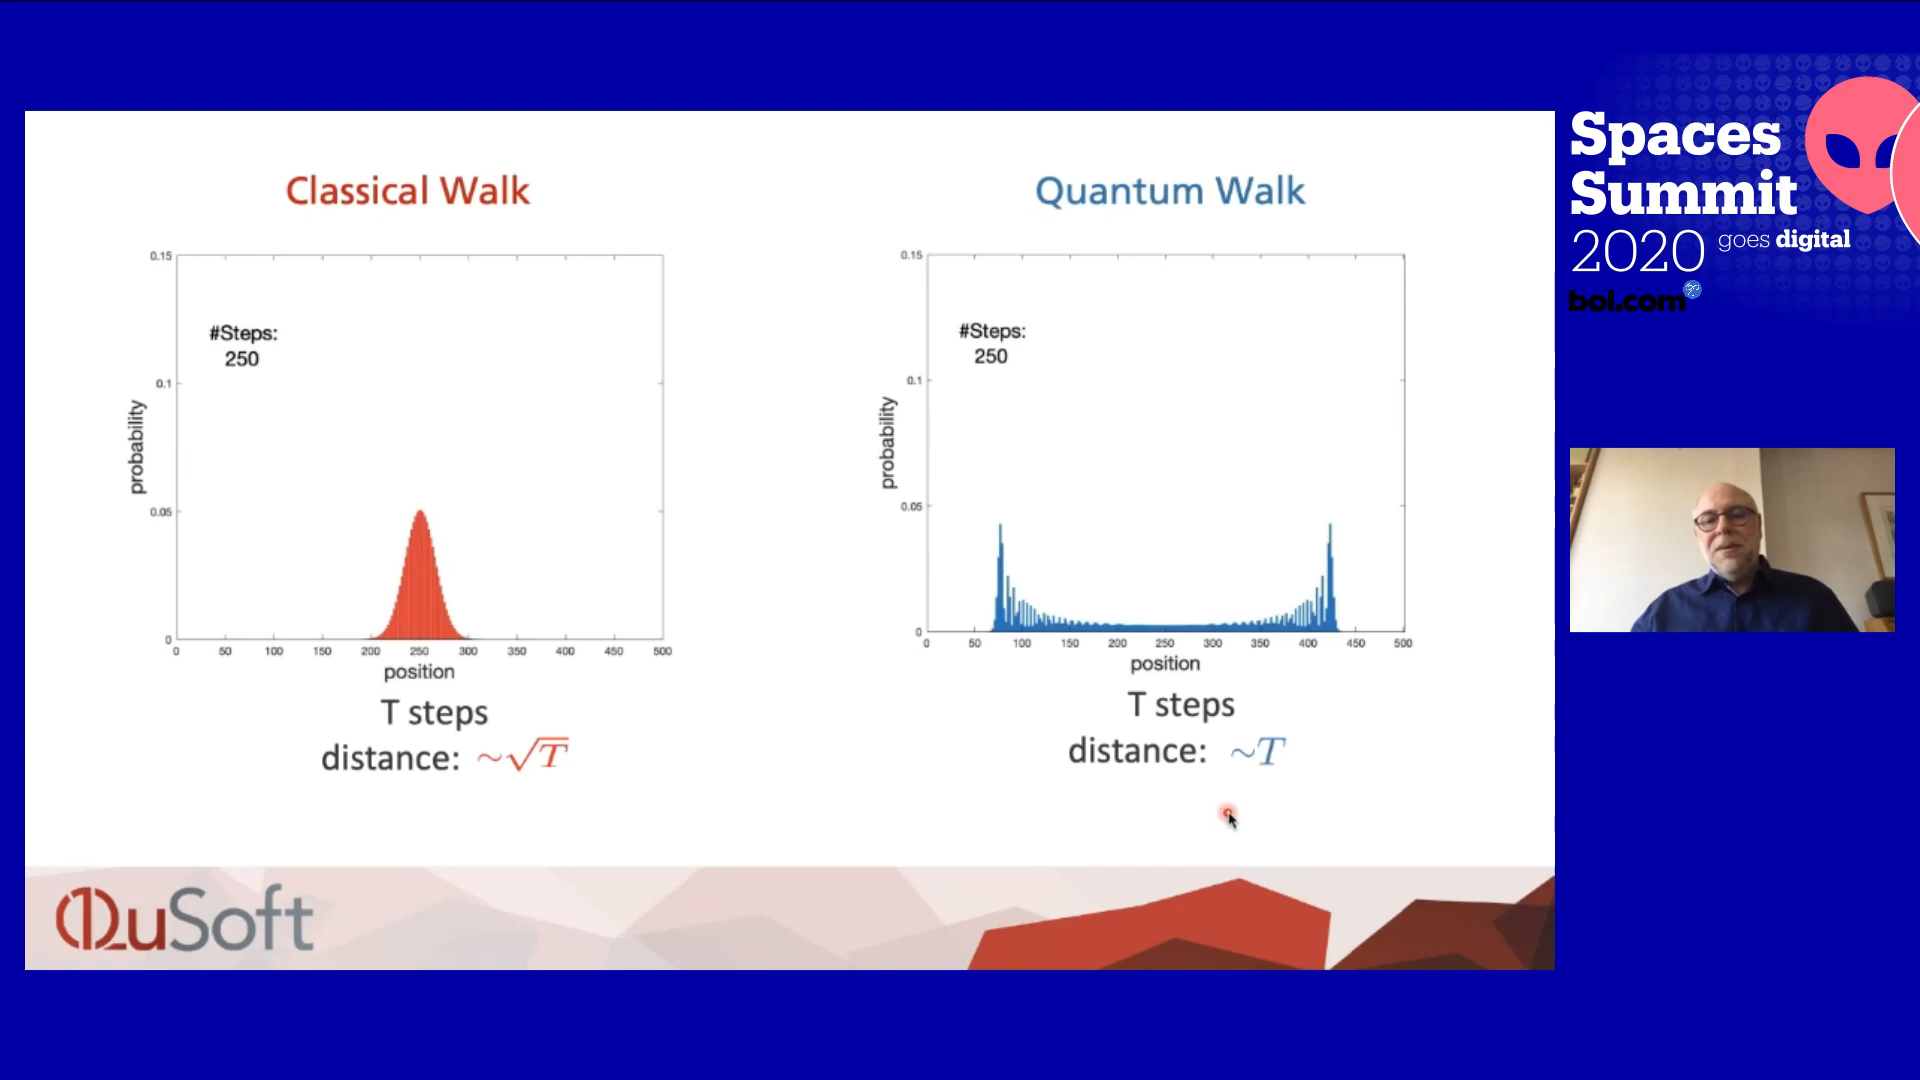 Classical Walk
0.15
#Steps:
250
0.1
probability
0.05
0
0 50 100 150 200 250 300 350 400 450 500
position
T steps
distance: ~√T
Quantum Walk
0.15
#Steps:
250
0.1
probability
0.05
0
0 50 100 150 200 250 300 350 400 450 500
position
T steps
distance: ~T
QuSoft
Spaces
Summit
2020 goes digital
bol.com